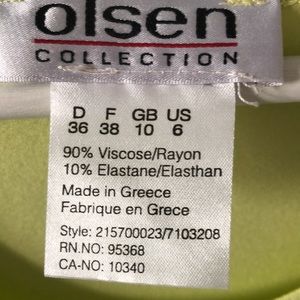 olsen
COLLECTION
D F GB US
36 38 10 6
90% Viscose/Rayon
10% Elastane/Elasthan
Made in Greece
Fabrique en Grece
Style: 215700023/7103208
RN.NO: 95368
CA-NO: 10340